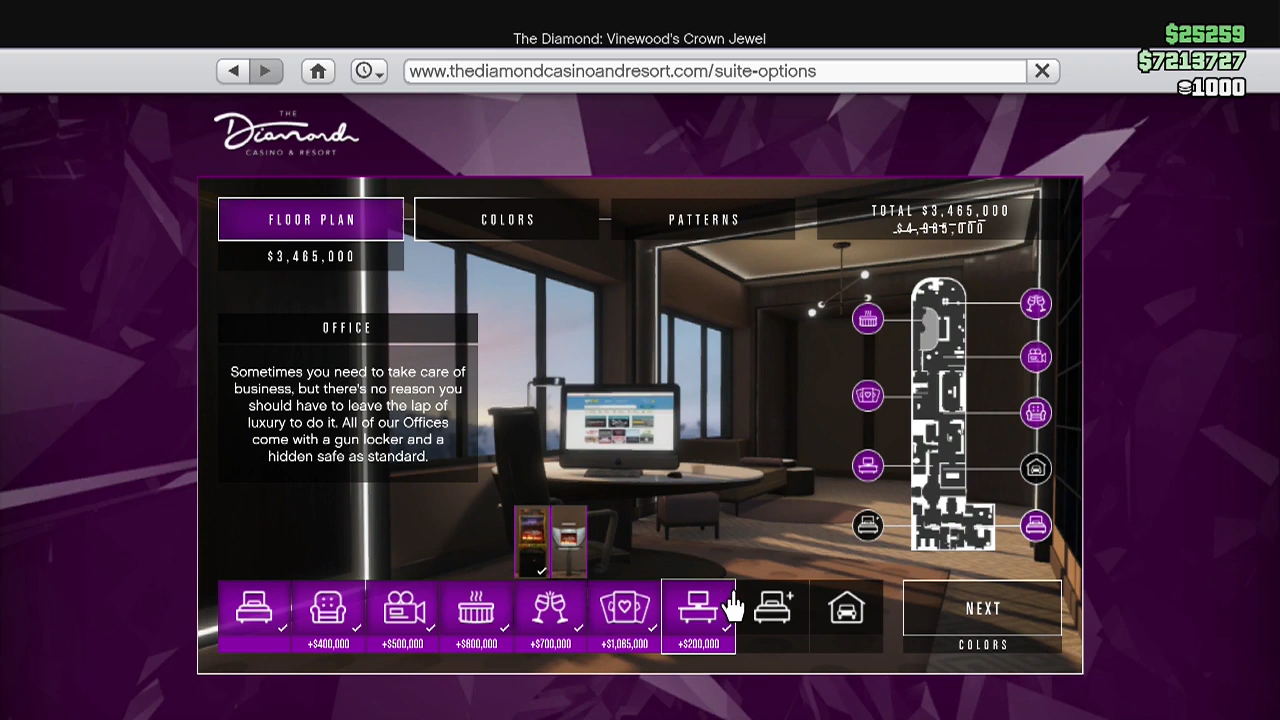 The Diamond: Vinewood's Crown Jewel
$25259
$7213727
1000
www.thediamondcasinoandresort.com/suite-options
THE
Diamond
CASINO & RESORT
FLOOR PLAN
COLORS
PATTERNS
TOTAL $3,465,000
$4,985,000
$3,465,000
OFFICE
Sometimes you need to take care of
business, but there's no reason you
should have to leave the lap of
luxury to do it. All of our Offices
come with a gun locker and a
hidden safe as standard.
+$400,000
+$500,000
+$800,000
+$700,000
+$1,085,000
+$200,000
NEXT
COLORS